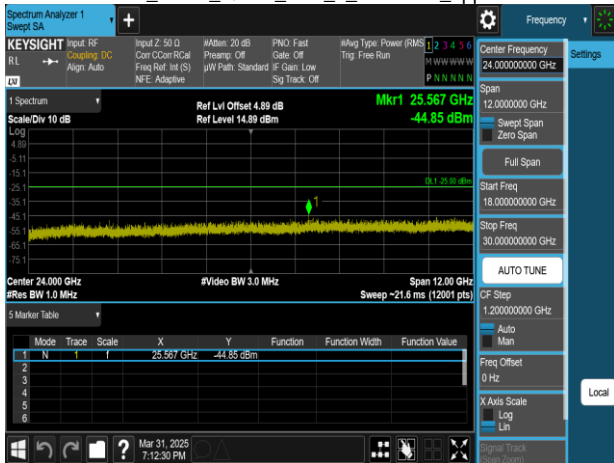 Spectrum Analyzer 1
Swept SA
+
Frequency
KEYSIGHT
RL
LXI
Input: RF
Coupling: DC
Align: Auto
Input Z: 50 Ω
Corr CCorr RCal
Freq Ref: Int (S)
NFE: Adaptive
#Atten: 20 dB
Preamp: Off
µW Path: Standard
PNO: Fast
Gate: Off
IF Gain: Low
Sig Track: Off
#Avg Type: Power (RMS
Trig: Free Run
1 2 3 4 5 6
M W W W W W
P N N N N N
Center Frequency
24.000000000 GHz
Settings
1 Spectrum
Scale/Div 10 dB
Ref Lvl Offset 4.89 dB
Ref Level 14.89 dBm
Mkr1 25.567 GHz
-44.85 dBm
Log
4.89
-5.11
-15.1
-25.1
-35.1
-45.1
-55.1
-65.1
-75.1
DL1 -25.00 dBm
1
Center 24.000 GHz
#Res BW 1.0 MHz
#Video BW 3.0 MHz
Span 12.00 GHz
Sweep ~21.6 ms (12001 pts)
Span
12.0000000 GHz
Swept Span
Zero Span
Full Span
Start Freq
18.000000000 GHz
Stop Freq
30.000000000 GHz
AUTO TUNE
CF Step
1.200000000 GHz
Auto
Man
Freq Offset
0 Hz
X Axis Scale
Log
Lin
Signal Track
(Span Zoom)
Local
5 Marker Table
Mode Trace Scale X Y Function Function Width Function Value
1 N 1 f 25.567 GHz -44.85 dBm
2
3
4
5
6
?
Mar 31, 2025
7:12:30 PM